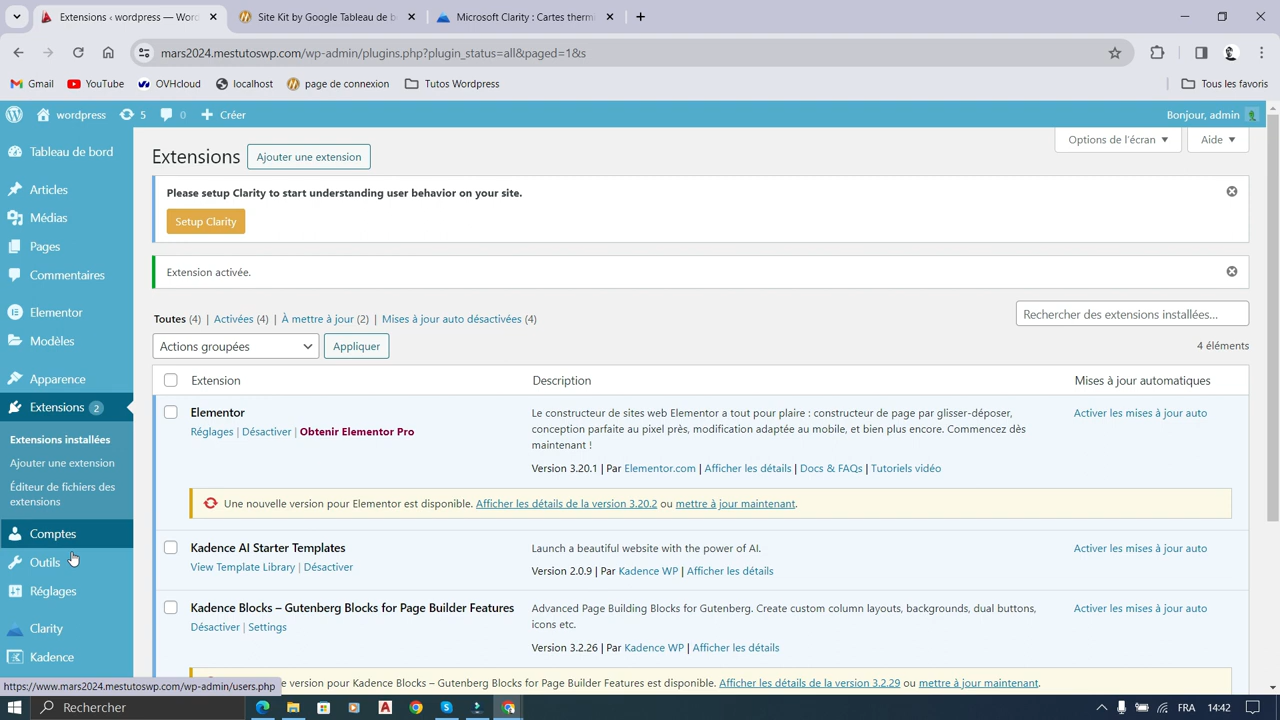 Extensions ‹ wordpress — Word
Site Kit by Google Tableau de b
Microsoft Clarity : Cartes therm
mars2024.mestutoswp.com/wp-admin/plugins.php?plugin_status=all&paged=1&s
Gmail
YouTube
OVHcloud
localhost
page de connexion
Tutos Wordpress
Tous les favoris
wordpress
5
0
Créer
Bonjour, admin
Tableau de bord
Articles
Médias
Pages
Commentaires
Elementor
Modèles
Apparence
Extensions 2
Extensions installées
Ajouter une extension
Éditeur de fichiers des
extensions
Comptes
Outils
Réglages
Clarity
Kadence
Options de l'écran
Aide
Extensions
Ajouter une extension
Please setup Clarity to start understanding user behavior on your site.
Setup Clarity
Extension activée.
Toutes (4) | Activées (4) | À mettre à jour (2) | Mises à jour auto désactivées (4)
Rechercher des extensions installées...
Actions groupées
Appliquer
4 éléments
Extension
Description
Mises à jour automatiques
Elementor
Réglages | Désactiver | Obtenir Elementor Pro
Le constructeur de sites web Elementor a tout pour plaire : constructeur de page par glisser-déposer,
conception parfaite au pixel près, modification adaptée au mobile, et bien plus encore. Commencez dès
maintenant !
Version 3.20.1 | Par Elementor.com | Afficher les détails | Docs & FAQs | Tutoriels vidéo
Activer les mises à jour auto
Une nouvelle version pour Elementor est disponible. Afficher les détails de la version 3.20.2 ou mettre à jour maintenant.
Kadence AI Starter Templates
View Template Library | Désactiver
Launch a beautiful website with the power of AI.
Version 2.0.9 | Par Kadence WP | Afficher les détails
Activer les mises à jour auto
Kadence Blocks – Gutenberg Blocks for Page Builder Features
Désactiver | Settings
Advanced Page Building Blocks for Gutenberg. Create custom column layouts, backgrounds, dual buttons,
icons etc.
Version 3.2.26 | Par Kadence WP | Afficher les détails
Activer les mises à jour auto
version pour Kadence Blocks – Gutenberg Blocks for Page Builder Features est disponible. Afficher les détails de la version 3.2.29 ou mettre à jour maintenant.
https://www.mars2024.mestutoswp.com/wp-admin/users.php
Rechercher
FRA
14:42